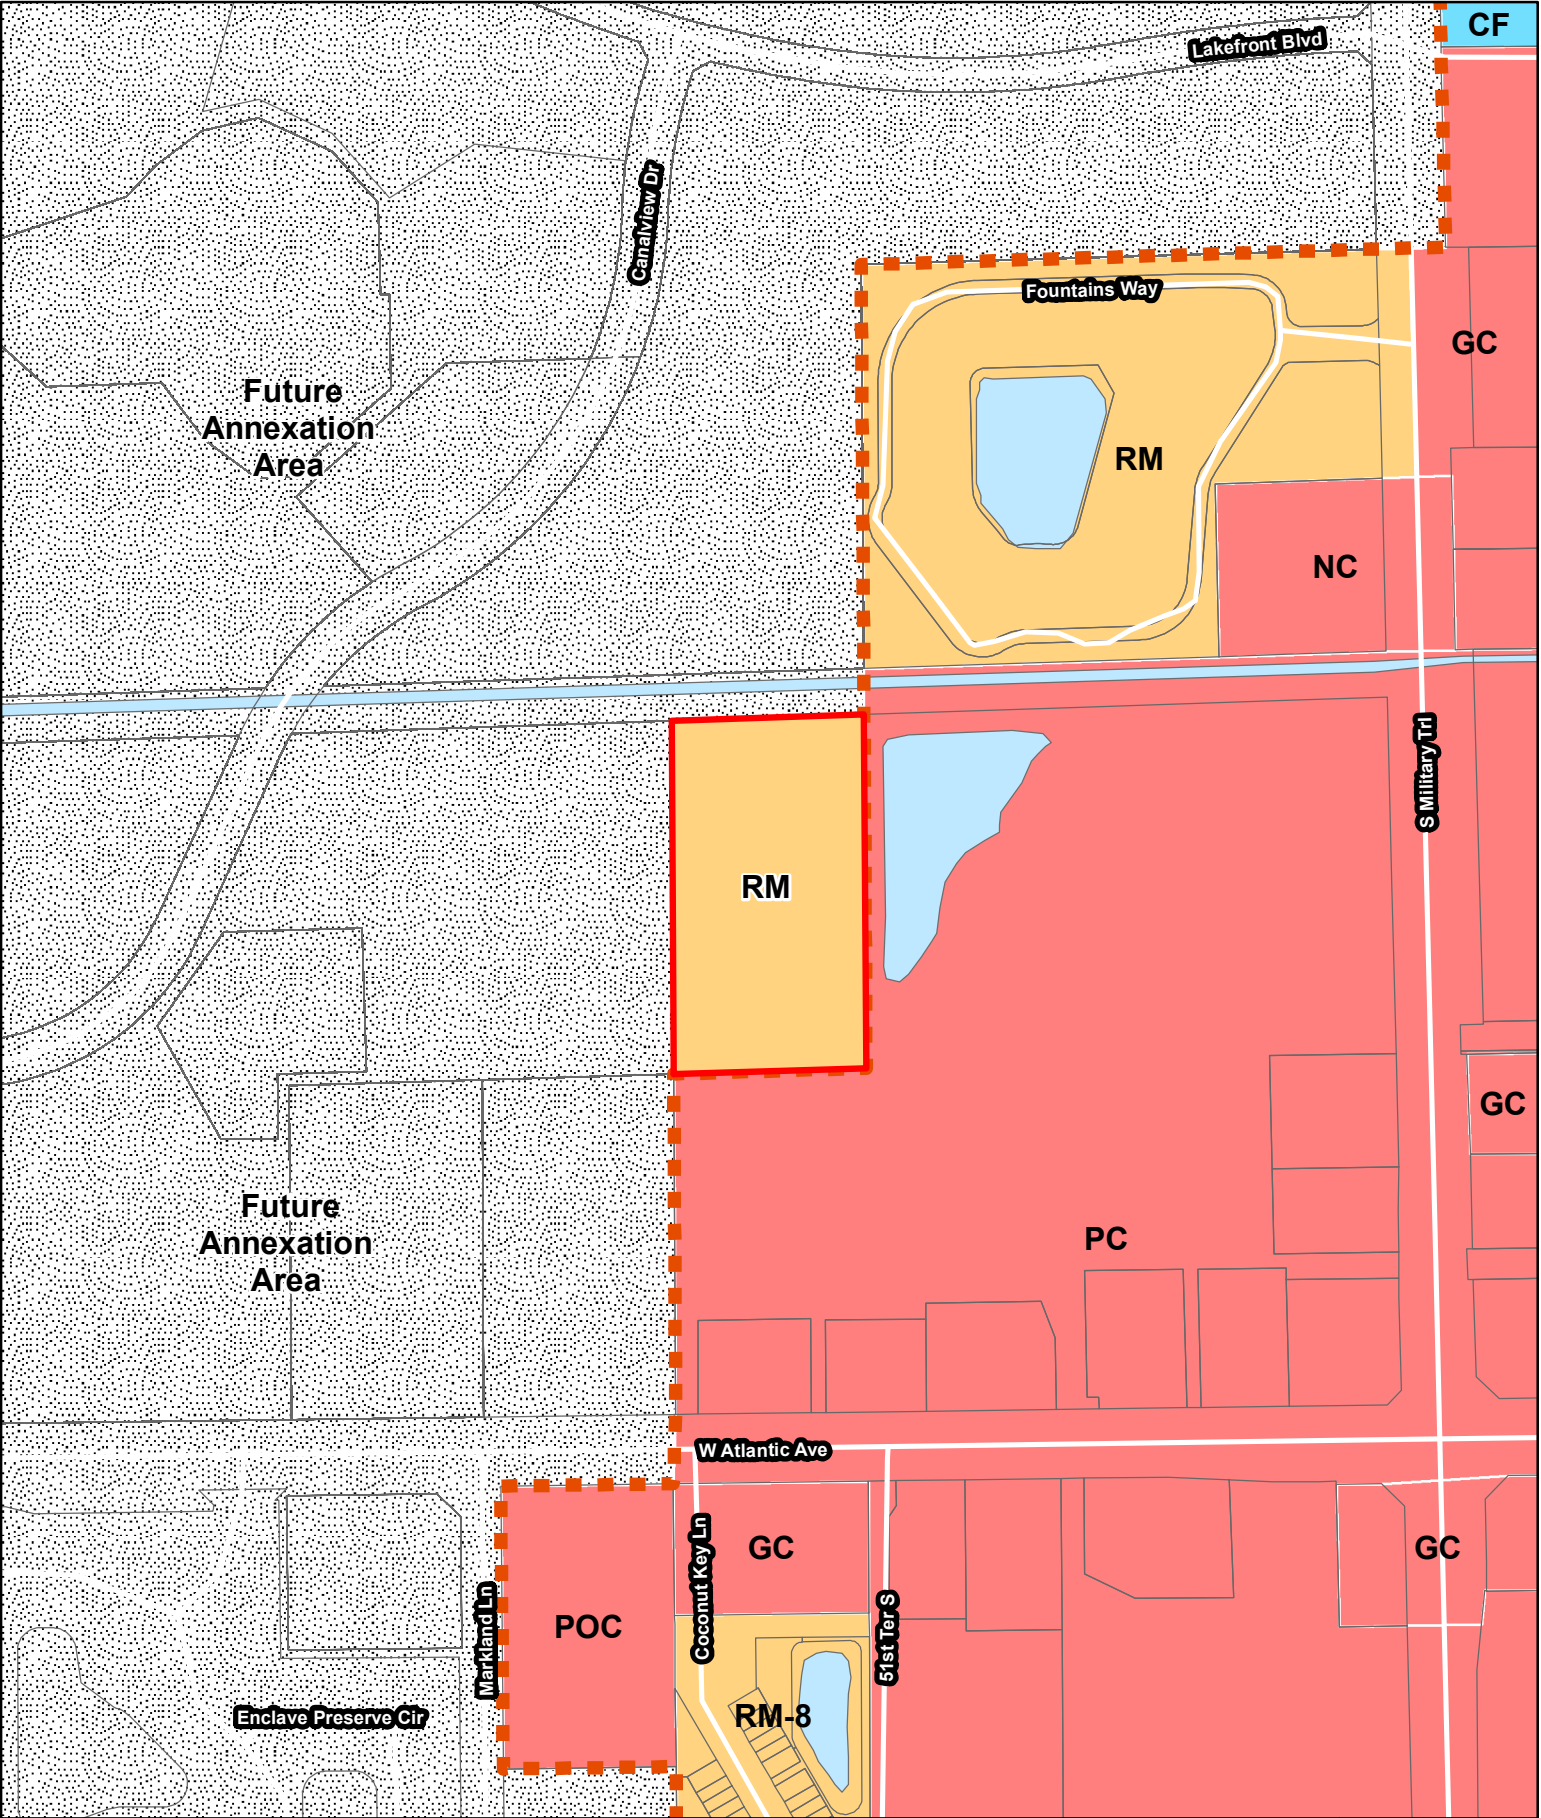 CF
Lakefront Blvd
Canalview Dr
Fountains Way
GC
Future
Annexation
Area
RM
NC
S Military Trl
RM
GC
Future
Annexation
Area
PC
W Atlantic Ave
Coconut Key Ln
GC
GC
Markland Ln
POC
51st Ter S
Enclave Preserve Cir
RM-8